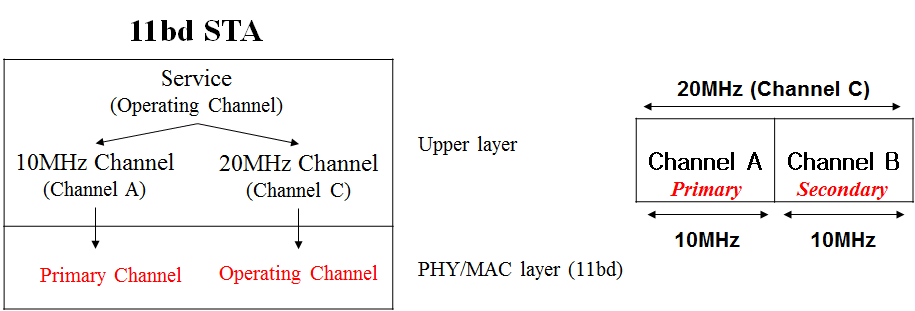 11bd STA
Service
(Operating Channel)
10MHz Channel
(Channel A)
20MHz Channel
(Channel C)
Primary Channel
Operating Channel
Upper layer
PHY/MAC layer (11bd)
20MHz (Channel C)
Channel A
Primary
Channel B
Secondary
10MHz
10MHz